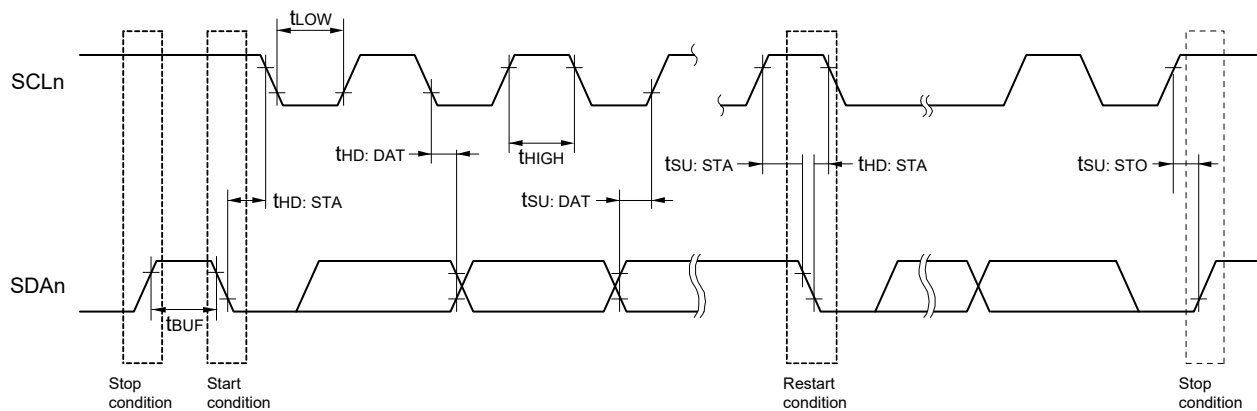 tLOW
SCLn
tHD: DAT
tHIGH
tSU: STA
tHD: STA
tSU: STO
tHD: STA
tSU: DAT
SDAn
tBUF
Stop
condition
Start
condition
Restart
condition
Stop
condition